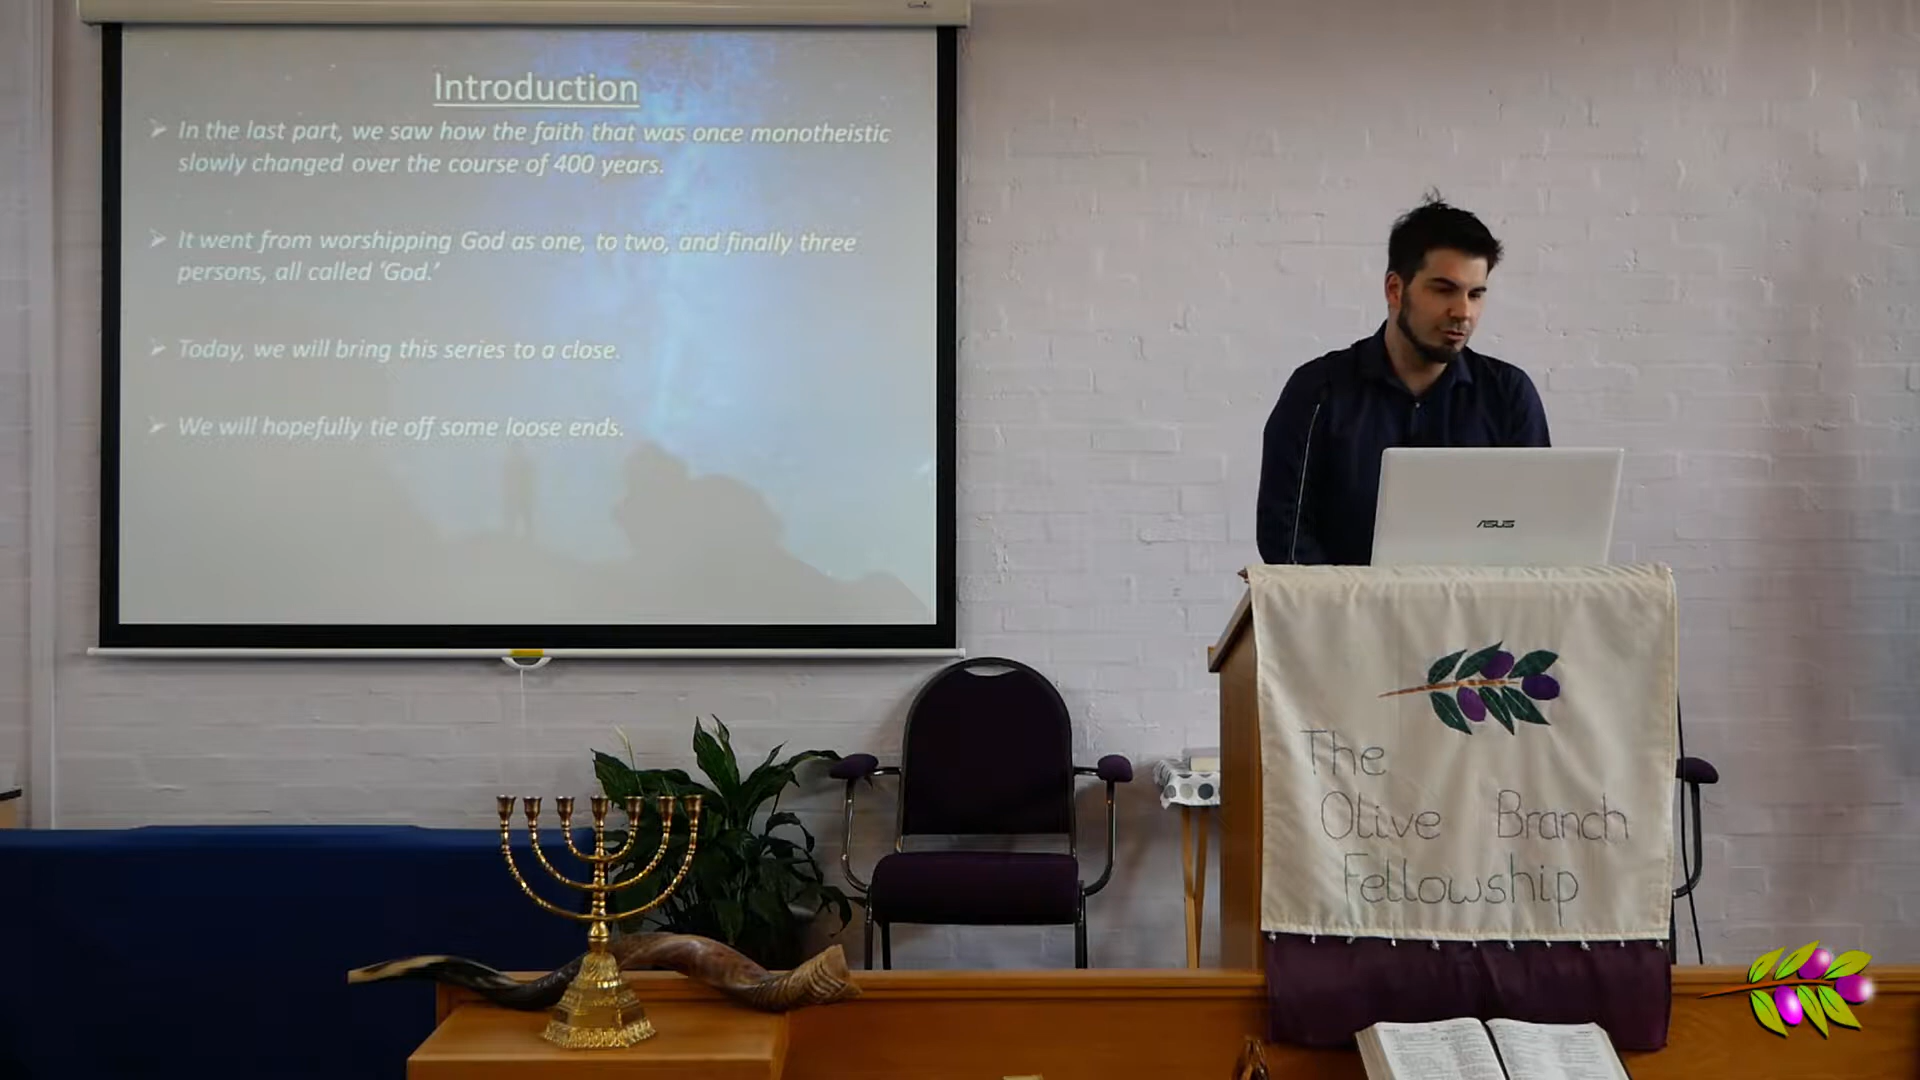 Introduction
In the last part, we saw how the faith that was once monotheistic
slowly changed over the course of 400 years.
It went from worshipping God as one, to two, and finally three
persons, all called ‘God.’
Today, we will bring this series to a close.
We will hopefully tie off some loose ends.
ASUS
The
Olive Branch
Fellowship